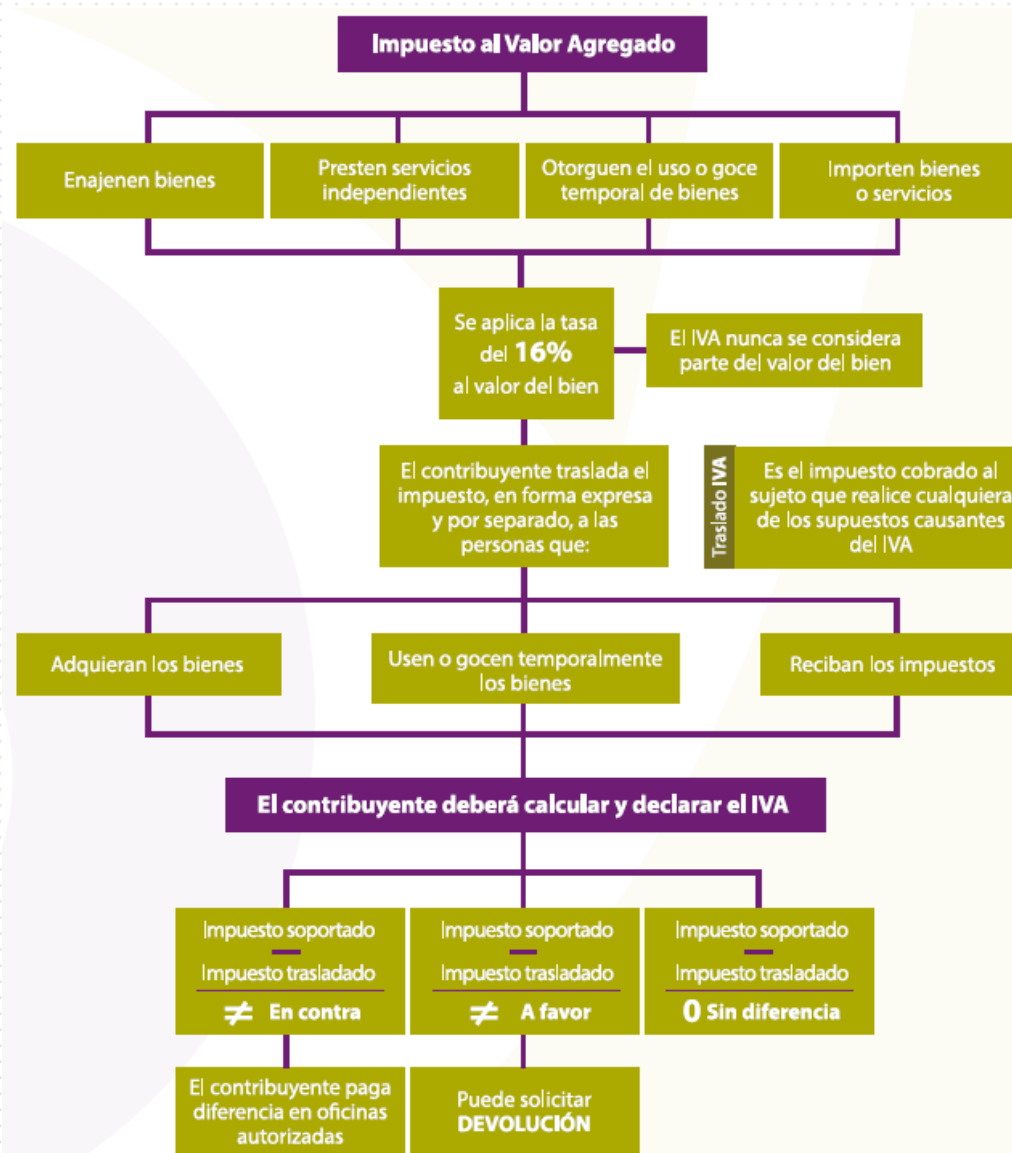 Impuesto al Valor Agregado
Enajenen bienes
Presten servicios
independientes
Otorguen el uso o goce
temporal de bienes
Importen bienes
o servicios
Se aplica la tasa
del 16%
al valor del bien
El IVA nunca se considera
parte del valor del bien
El contribuyente traslada el
impuesto, en forma expresa
y por separado, a las
personas que:
Traslado IVA
Es el impuesto cobrado al
sujeto que realice cualquiera
de los supuestos causantes
del IVA
Adquieran los bienes
Usen o gocen temporalmente
los bienes
Reciban los impuestos
El contribuyente deberá calcular y declarar el IVA
Impuesto soportado
—
Impuesto trasladado
≠ En contra
Impuesto soportado
—
Impuesto trasladado
≠ A favor
Impuesto soportado
—
Impuesto trasladado
0 Sin diferencia
El contribuyente paga
diferencia en oficinas
autorizadas
Puede solicitar
DEVOLUCIÓN